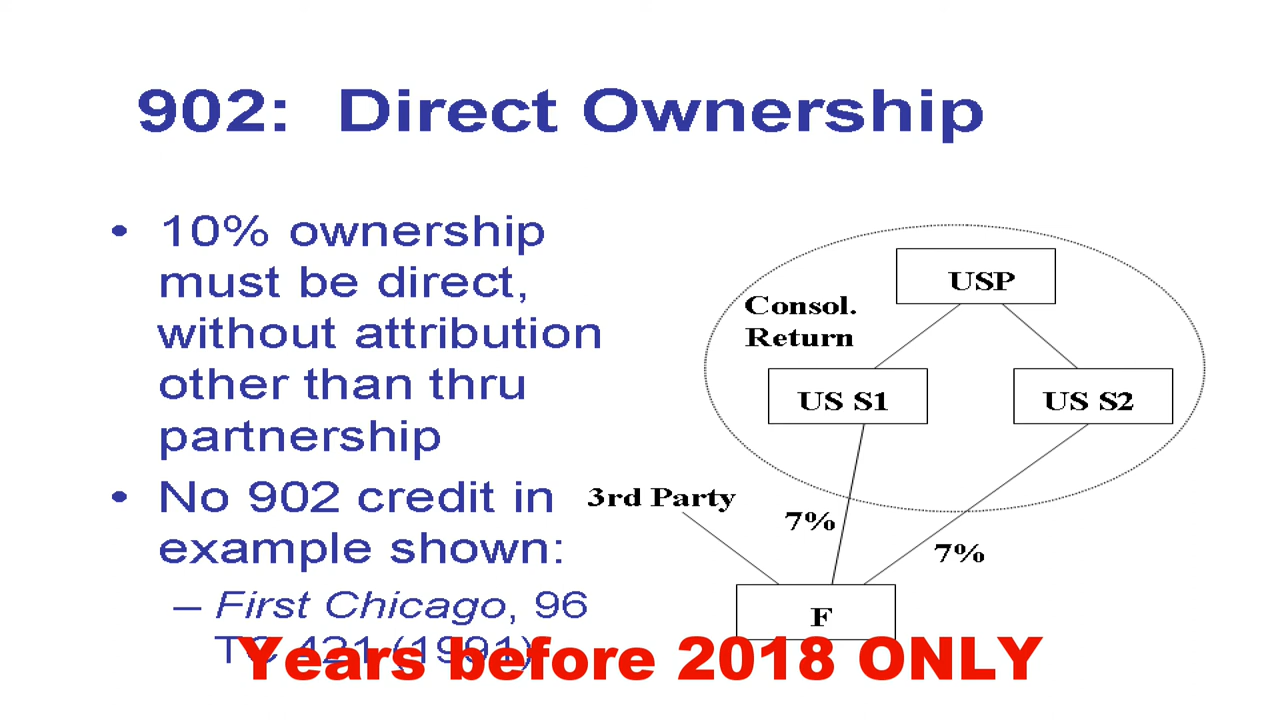 902: Direct Ownership
• 10% ownership
must be direct,
without attribution
other than thru
partnership
• No 902 credit in
example shown:
– First Chicago, 96
TC 421 (1991)
USP
Consol.
Return
US S1
US S2
3rd Party
7%
7%
F
Years before 2018 ONLY